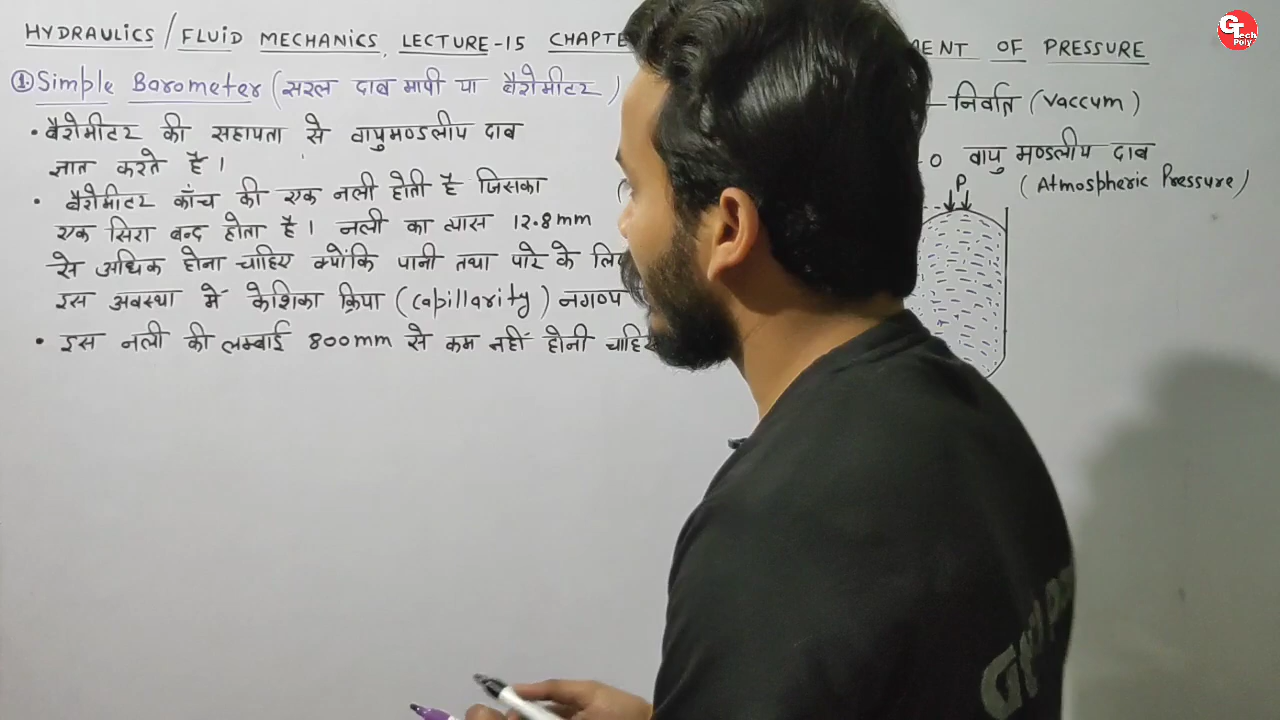 HYDRAULICS / FLUID MECHANICS, LECTURE-15 CHAPTE
ENT OF PRESSURE
① Simple Barometer (सरल दाब मापी या बैरोमीटर)
• बैरोमीटर की सहायता से वायुमण्डलीय दाब
ज्ञात करते है।
• बैरोमीटर काँच की एक नली होती है जिसका
एक सिरा बन्द होता है। नली का व्यास 12.8mm
से अधिक होना चाहिए क्योंकि पानी तथा पारे के लिए
इस अवस्था में केशिका क्रिया (capillarity) नगण्य
• इस नली की लम्बाई 800mm से कम नहीं होनी चाहिए
निर्वात (Vaccum)
O वायु मण्डलीय दाब
(Atmospheric Pressure)
P
GTech
Poly